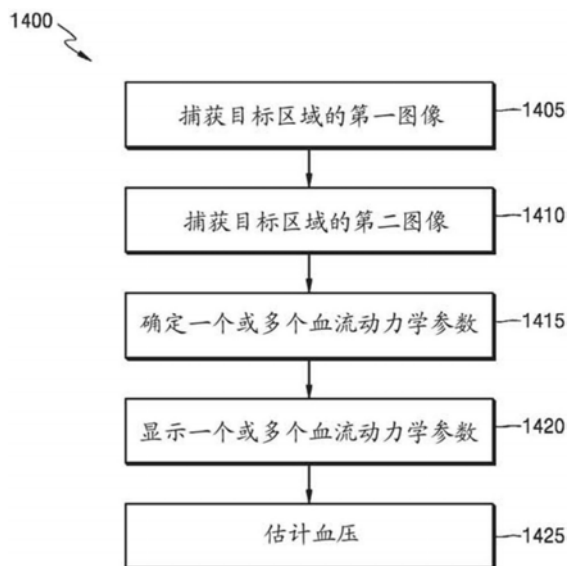 1400
捕获目标区域的第一图像
1405
捕获目标区域的第二图像
1410
确定一个或多个血流动力学参数
1415
显示一个或多个血流动力学参数
1420
估计血压
1425